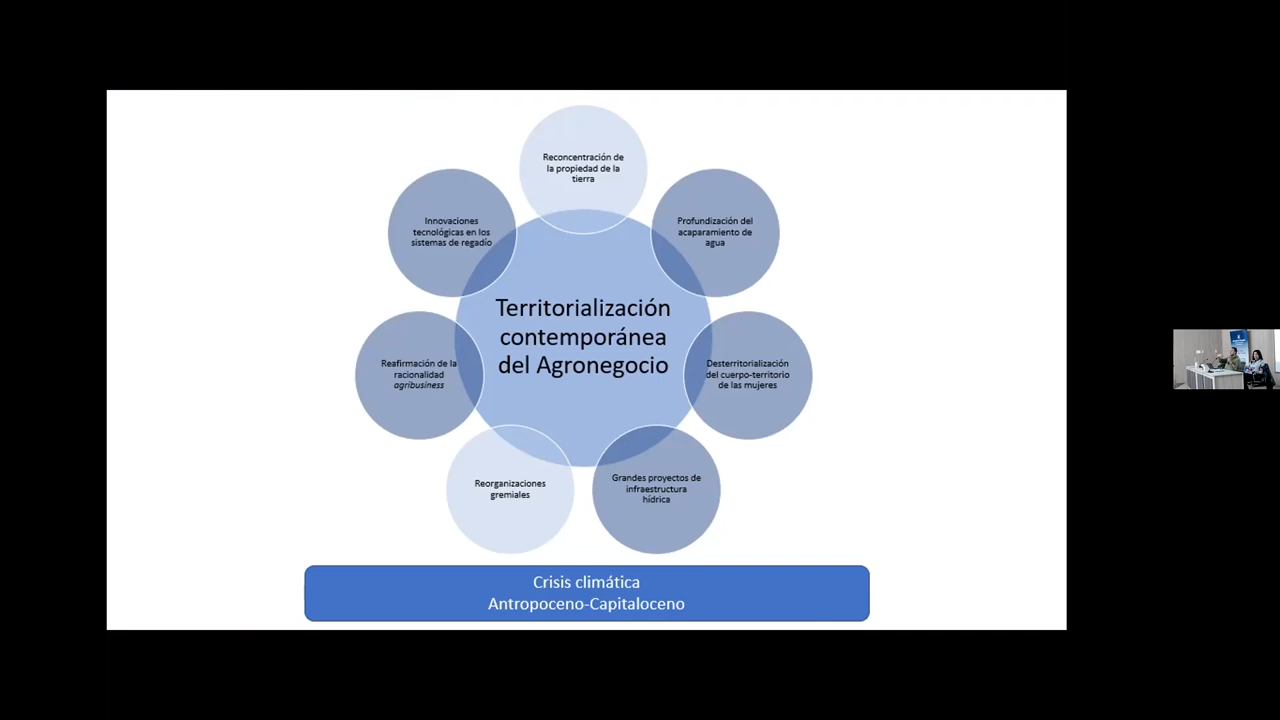 Reconcentración de
la propiedad de la
tierra
Innovaciones
tecnológicas en los
sistemas de regadío
Profundización del
acaparamiento de
agua
Territorialización
contemporánea
del Agronegocio
Reafirmación de la
racionalidad
agribusiness
Desterritorialización
del cuerpo-territorio
de las mujeres
Reorganizaciones
gremiales
Grandes proyectos de
infraestructura
hídrica
Crisis climática
Antropoceno-Capitaloceno